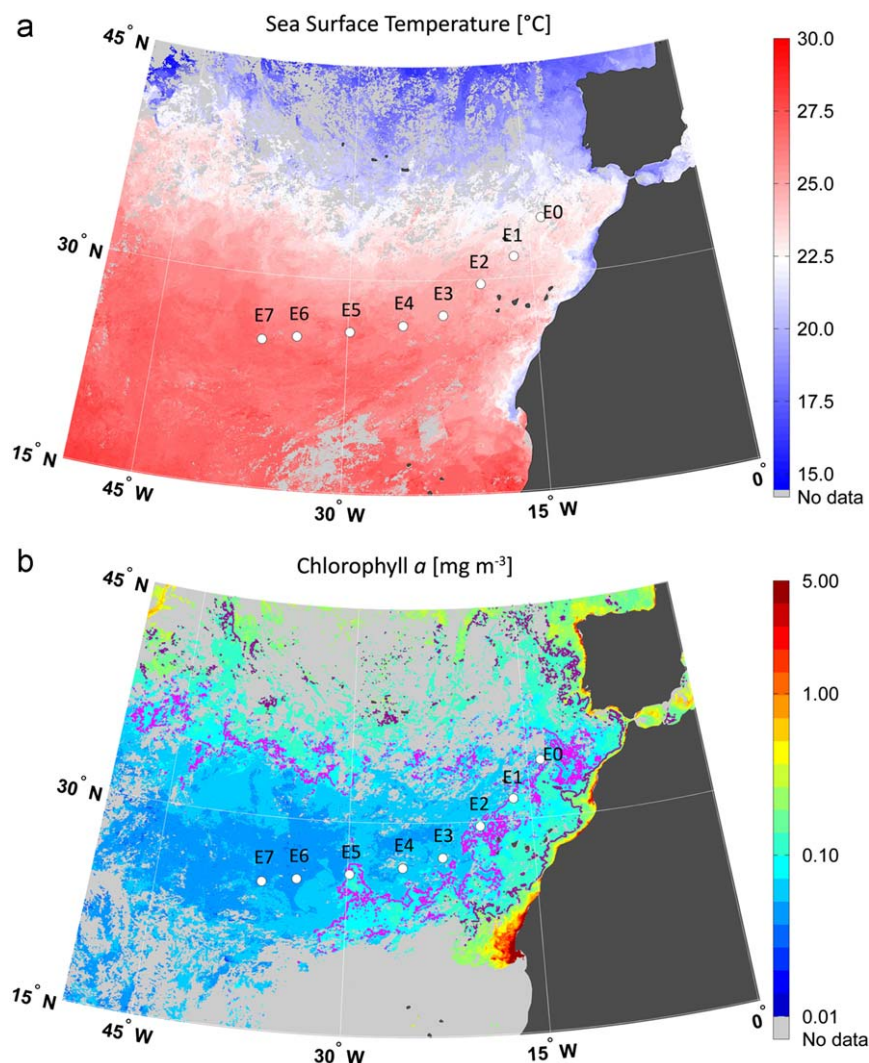 a
Sea Surface Temperature [°C]
45° N
30° N
15° N
45° W
30° W
15° W
0°
E0
E1
E2
E3
E4
E5
E6
E7
30.0
27.5
25.0
22.5
20.0
17.5
15.0
No data
b
Chlorophyll a [mg m-3]
45° N
30° N
15° N
45° W
30° W
15° W
0°
E0
E1
E2
E3
E4
E5
E6
E7
5.00
1.00
0.10
0.01
No data